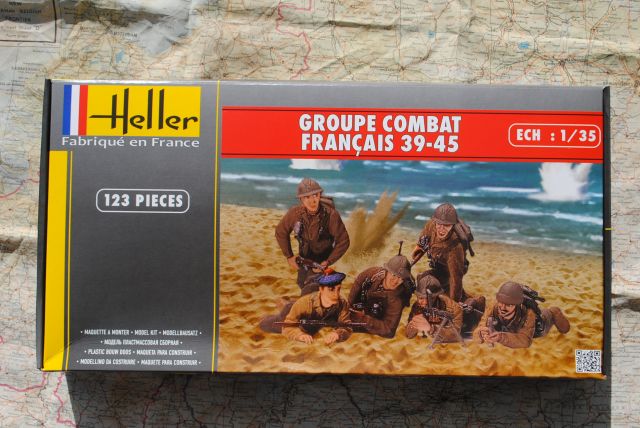 Heller
Fabriqué en France
123 PIECES
• MAQUETTE A MONTER • MODEL KIT • MODELLBAUSATZ
• МОДЕЛЬ ПЛАСТМАССОВАЯ СБОРНАЯ •
• PLASTIC BOUW DOOS • MAQUETA PARA CONSTRUIR •
MODELLINO DA COSTRUIRE • MAQUETE PARA CONSTRUIR •
GROUPE COMBAT
FRANÇAIS 39-45
ECH : 1/35